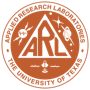 APPLIED RESEARCH LABORATORIES
ARL
THE UNIVERSITY OF TEXAS